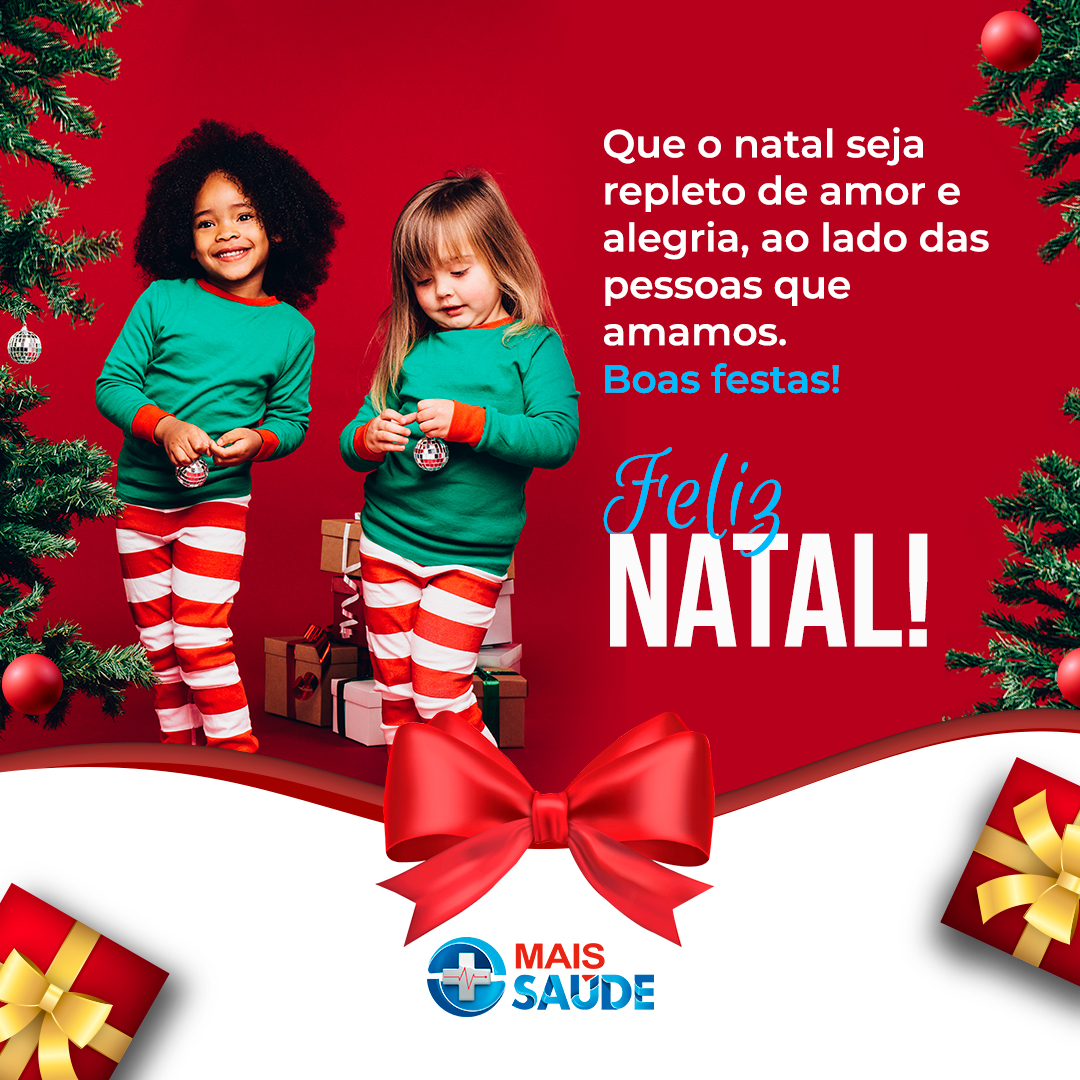 Que o natal seja
repleto de amor e
alegria, ao lado das
pessoas que
amamos.
Boas festas!
Feliz
NATAL!
MAIS
SAÚDE